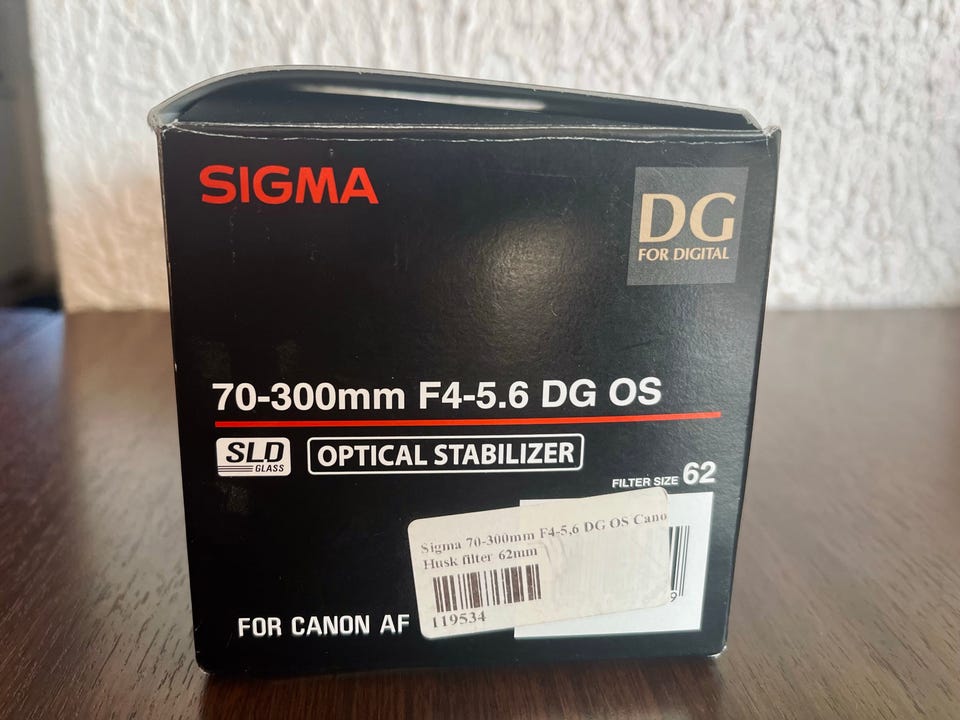 SIGMA
DG
FOR DIGITAL
70-300mm F4-5.6 DG OS
SLD
GLASS
OPTICAL STABILIZER
FILTER SIZE 62
Sigma 70-300mm F4-5,6 DG OS Cano
Husk filter 62mm
119534
9
FOR CANON AF